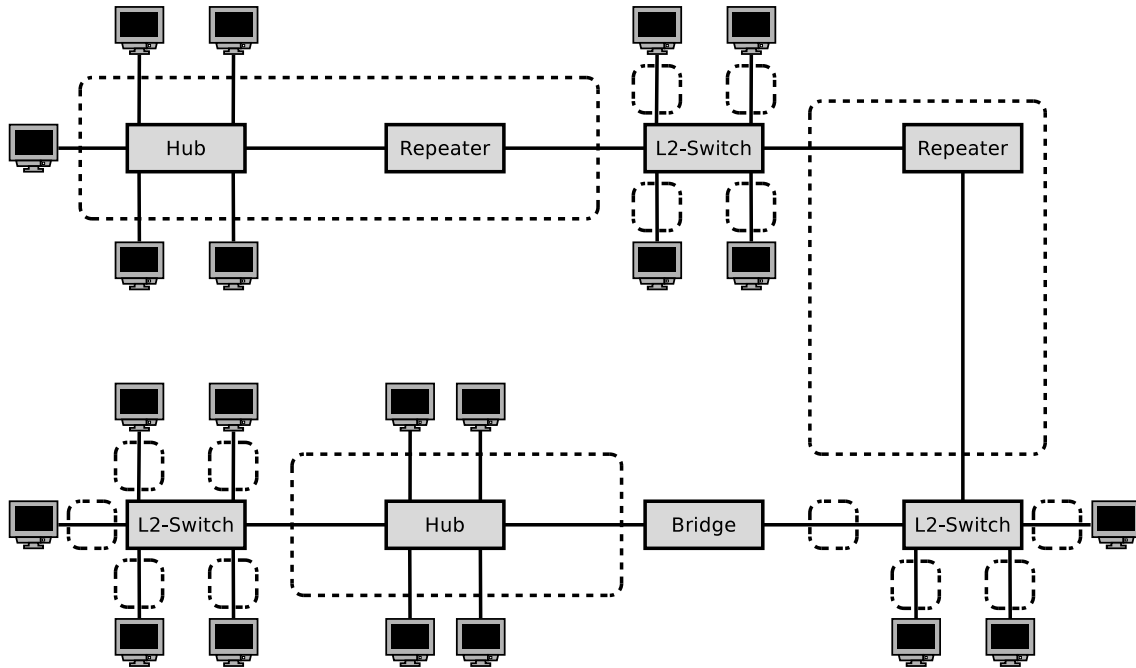 Hub
Repeater
L2-Switch
Repeater
L2-Switch
Hub
Bridge
L2-Switch